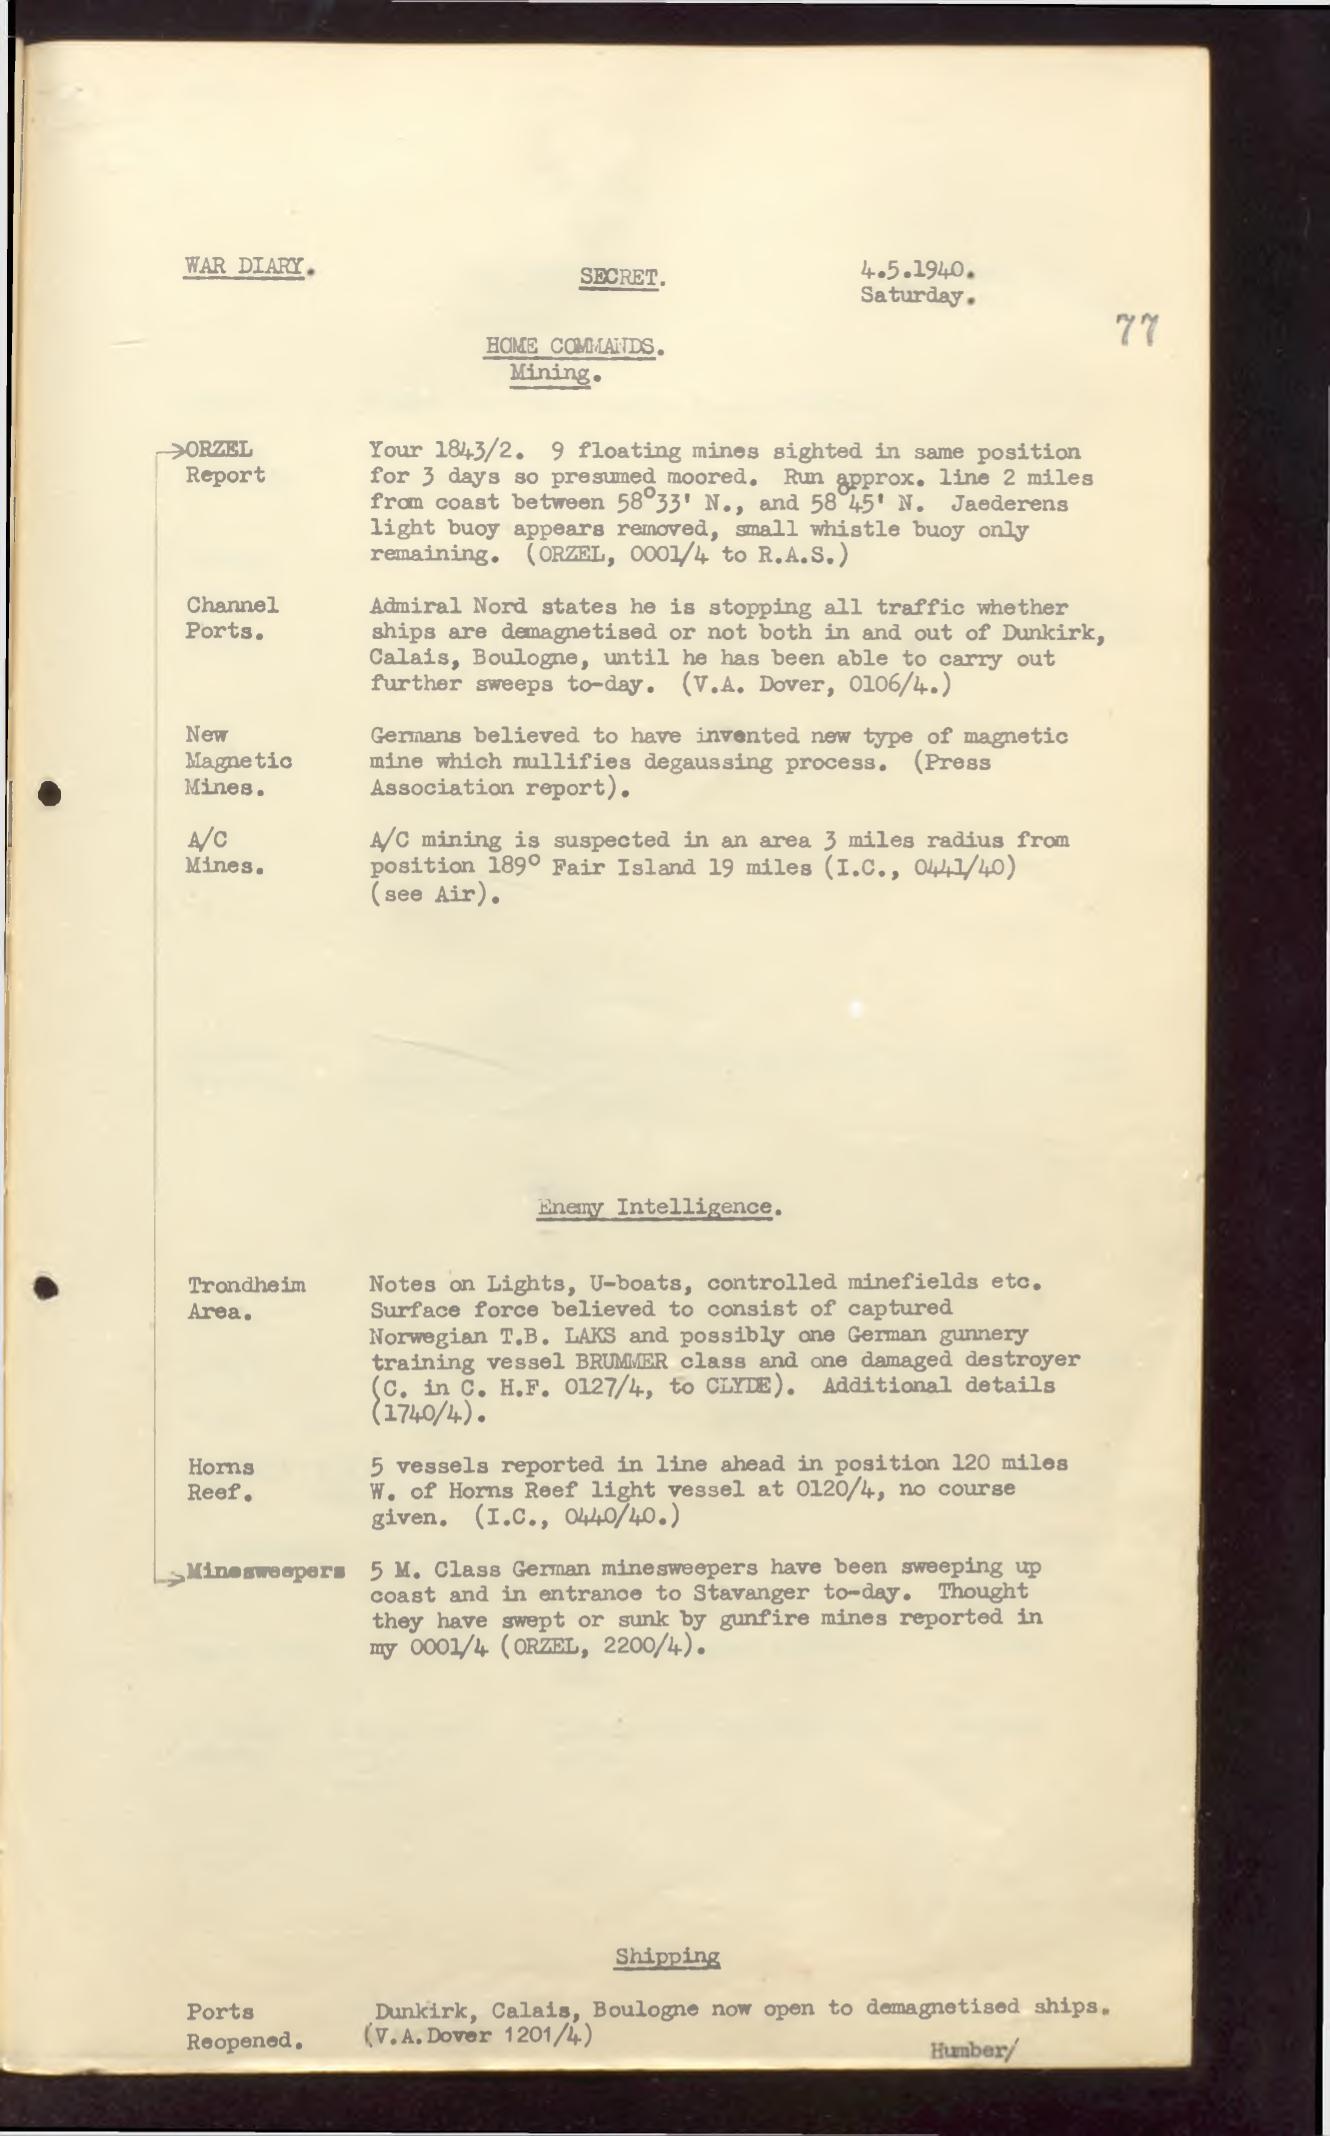 WAR DIARY.
SECRET.
4.5.1940.
Saturday.
77
HOME COMMANDS.
Mining.
ORZEL Your 1843/2. 9 floating mines sighted in same position
Report for 3 days so presumed moored. Run approx. line 2 miles
from coast between 58°33' N., and 58°45' N. Jaederens
light buoy appears removed, small whistle buoy only
remaining. (ORZEL, 0001/4 to R.A.S.)
Channel Admiral Nord states he is stopping all traffic whether
Ports. ships are demagnetised or not both in and out of Dunkirk,
Calais, Boulogne, until he has been able to carry out
further sweeps to-day. (V.A. Dover, 0106/4.)
New Germans believed to have invented new type of magnetic
Magnetic mine which nullifies degaussing process. (Press
Mines. Association report).
A/C A/C mining is suspected in an area 3 miles radius from
Mines. position 189° Fair Island 19 miles (I.C., 0441/40)
(see Air).
Enemy Intelligence.
Trondheim Notes on Lights, U-boats, controlled minefields etc.
Area. Surface force believed to consist of captured
Norwegian T.B. LAKS and possibly one German gunnery
training vessel BRUMMER class and one damaged destroyer
(C. in C. H.F. 0127/4, to CLYDE). Additional details
(1740/4).
Horns 5 vessels reported in line ahead in position 120 miles
Reef. W. of Horns Reef light vessel at 0120/4, no course
given. (I.C., 0440/40.)
Minesweepers 5 M. Class German minesweepers have been sweeping up
coast and in entrance to Stavanger to-day. Thought
they have swept or sunk by gunfire mines reported in
my 0001/4 (ORZEL, 2200/4).
Shipping
Ports Dunkirk, Calais, Boulogne now open to demagnetised ships.
Reopened. (V.A.Dover 1201/4)
Humber/